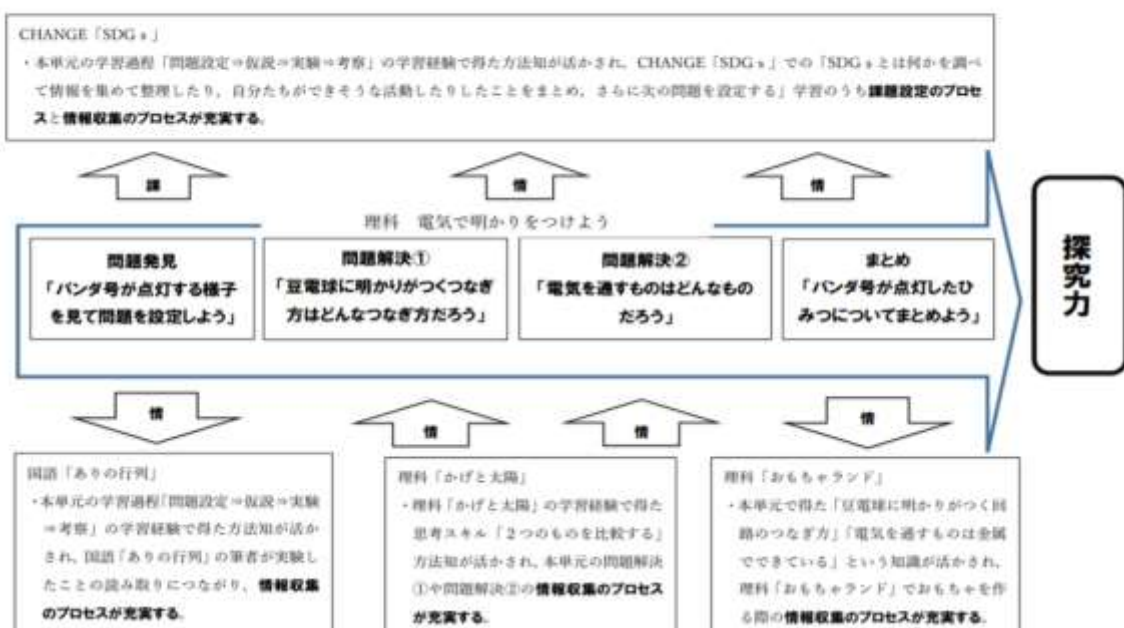 CHANGE「SDGs」
・本単元の学習過程「問題設定⇒仮説⇒実験⇒考察」の学習経験で得た方法知が活かされ、CHANGE「SDGs」での「SDGsとは何かを調べ
て情報を集めて整理したり、自分たちができそうな活動したりしたことをまとめ、さらに次の問題を設定する」学習のうち課題設定のプロセ
スと情報収集のプロセスが充実する。
課
情
情
理科 電気で明かりをつけよう
問題発見
「パンダ号が点灯する様子
を見て問題を設定しよう」
問題解決①
「豆電球に明かりがつくつなぎ
方はどんなつなぎ方だろう」
問題解決②
「電気を通すものはどんなもの
だろう」
まとめ
「パンダ号が点灯したひ
みつについてまとめよう」
探究力
情
情
情
情
国語「ありの行列」
・本単元の学習過程「問題設定⇒仮説⇒実験
⇒考察」の学習経験で得た方法知が活か
され、国語「ありの行列」の筆者が実験し
たことの読み取りにつながり、情報収集
のプロセスが充実する。
理科「かげと太陽」
・理科「かげと太陽」の学習経験で得た
思考スキル「2つのものを比較する」
方法知が活かされ、本単元の問題解決
①や問題解決②の情報収集のプロセス
が充実する。
理科「おもちゃランド」
・本単元で得た「豆電球に明かりがつく回
路のつなぎ方」「電気を通すものは金属
でできている」という知識が活かされ、
理科「おもちゃランド」でおもちゃを作
る際の情報収集のプロセスが充実する。